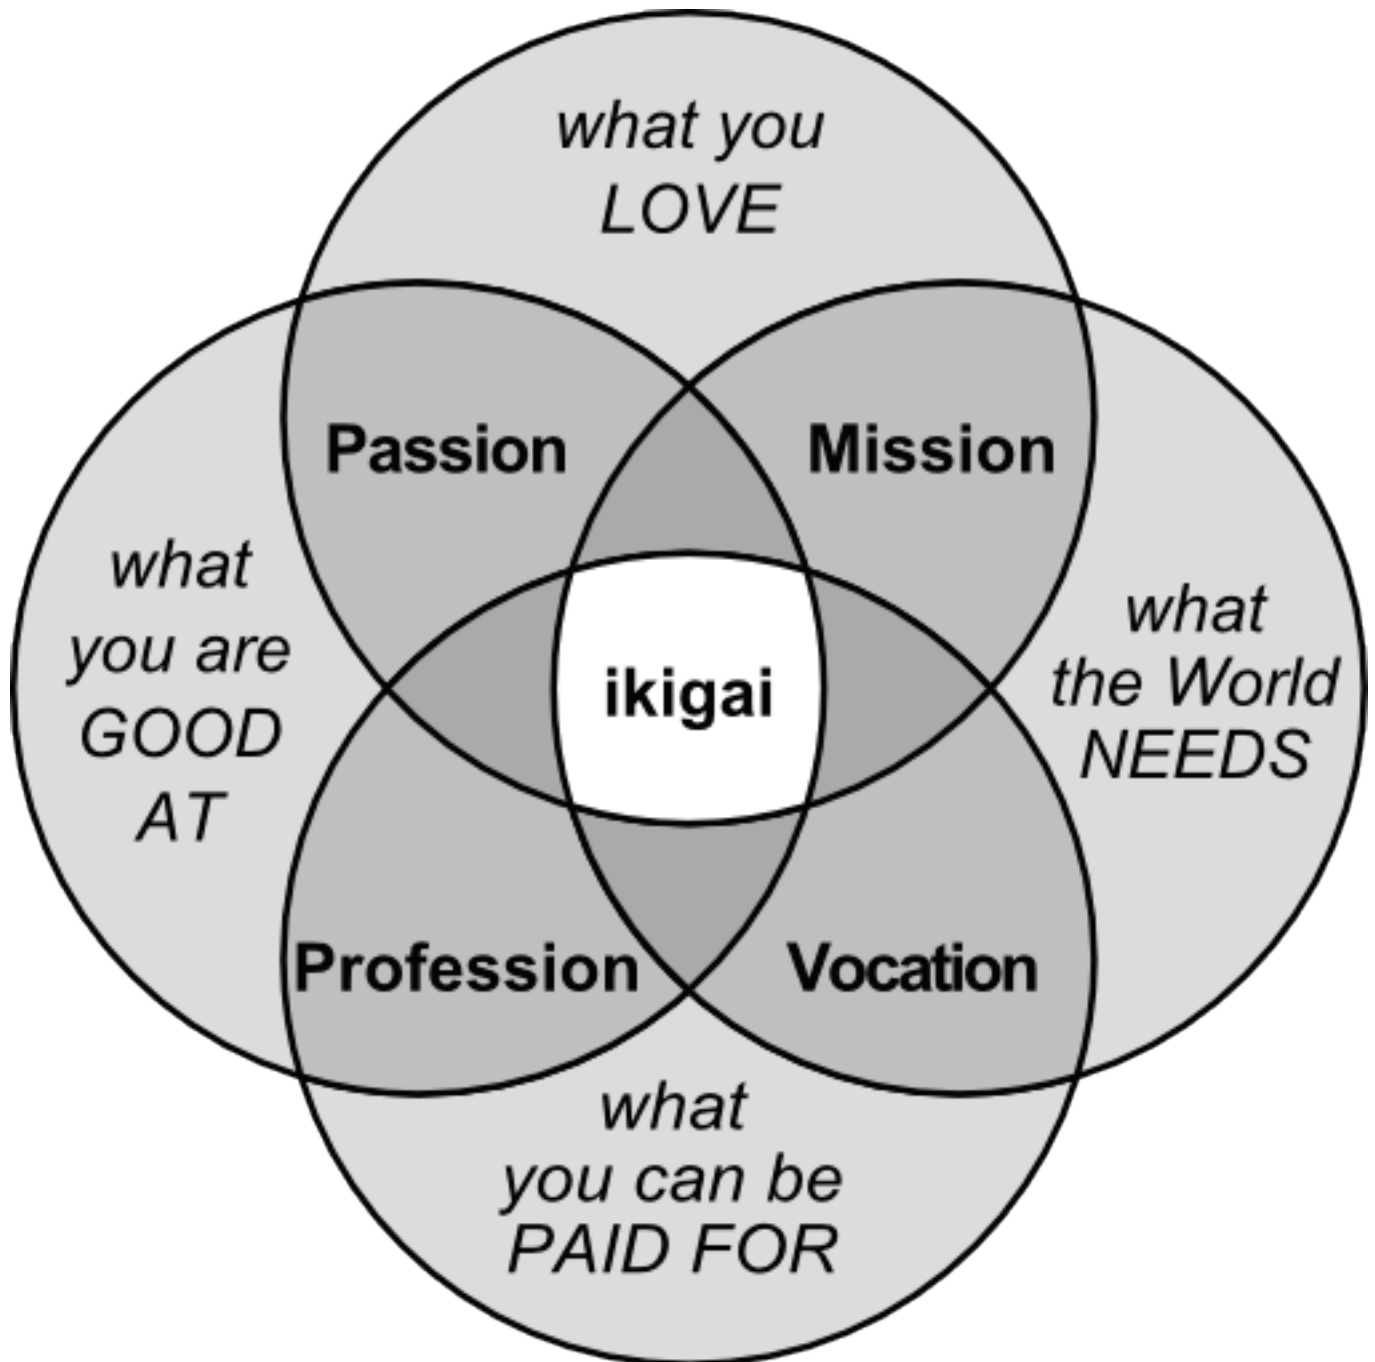 what you
LOVE
Passion
Mission
what
you are
GOOD
AT
ikigai
what
the World
NEEDS
Profession
Vocation
what
you can be
PAID FOR